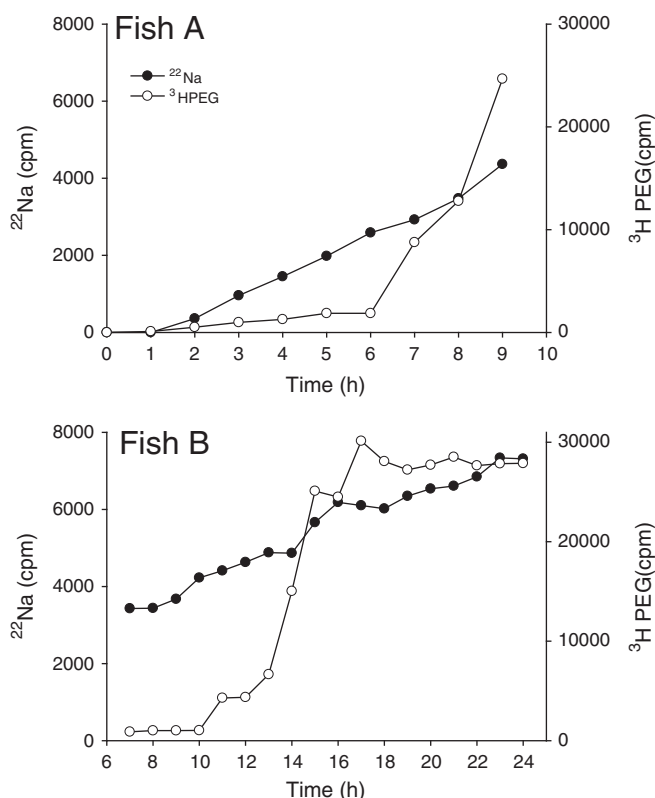 Fish A
²²Na
³HPEG
8000
6000
4000
2000
0
30000
20000
10000
0
²²Na (cpm)
³H PEG(cpm)
0 1 2 3 4 5 6 7 8 9 10
Time (h)
Fish B
8000
6000
4000
2000
0
30000
20000
10000
0
²²Na (cpm)
³H PEG(cpm)
6 8 10 12 14 16 18 20 22 24
Time (h)